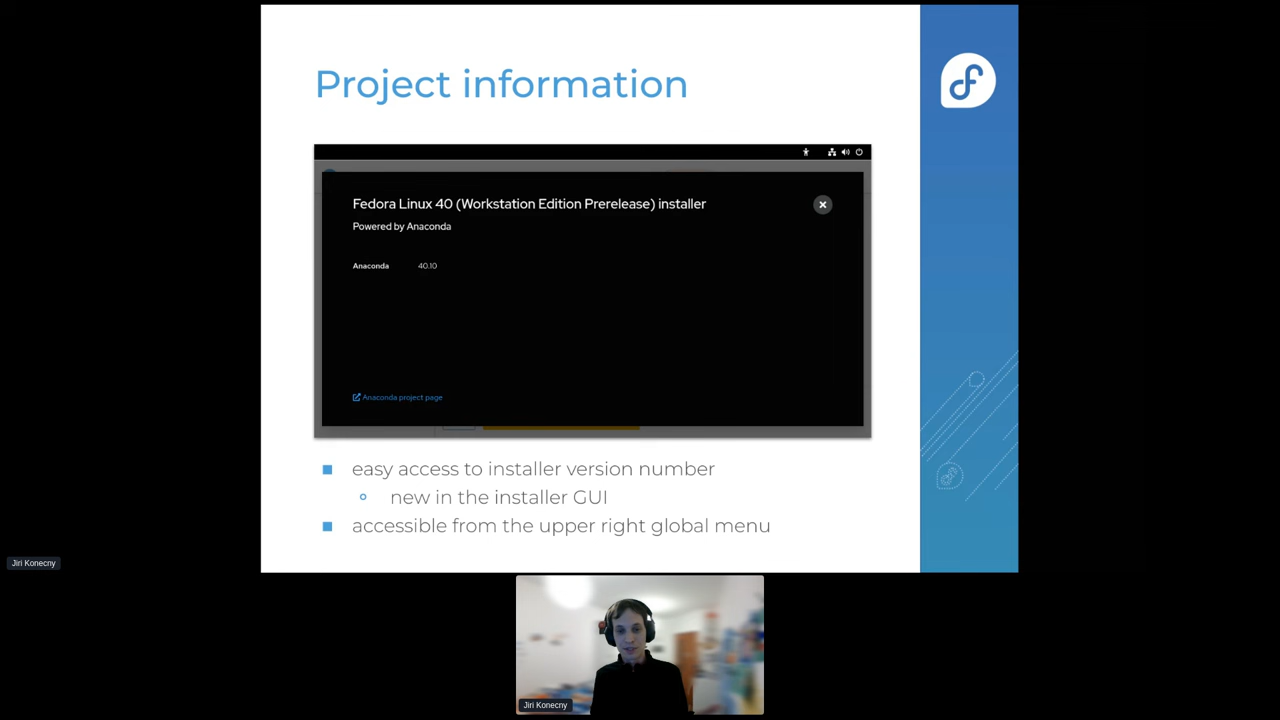 Project information
Fedora Linux 40 (Workstation Edition Prerelease) installer
Powered by Anaconda
Anaconda 40.10
Anaconda project page
easy access to installer version number
new in the installer GUI
accessible from the upper right global menu
Jiri Konecny
Jiri Konecny